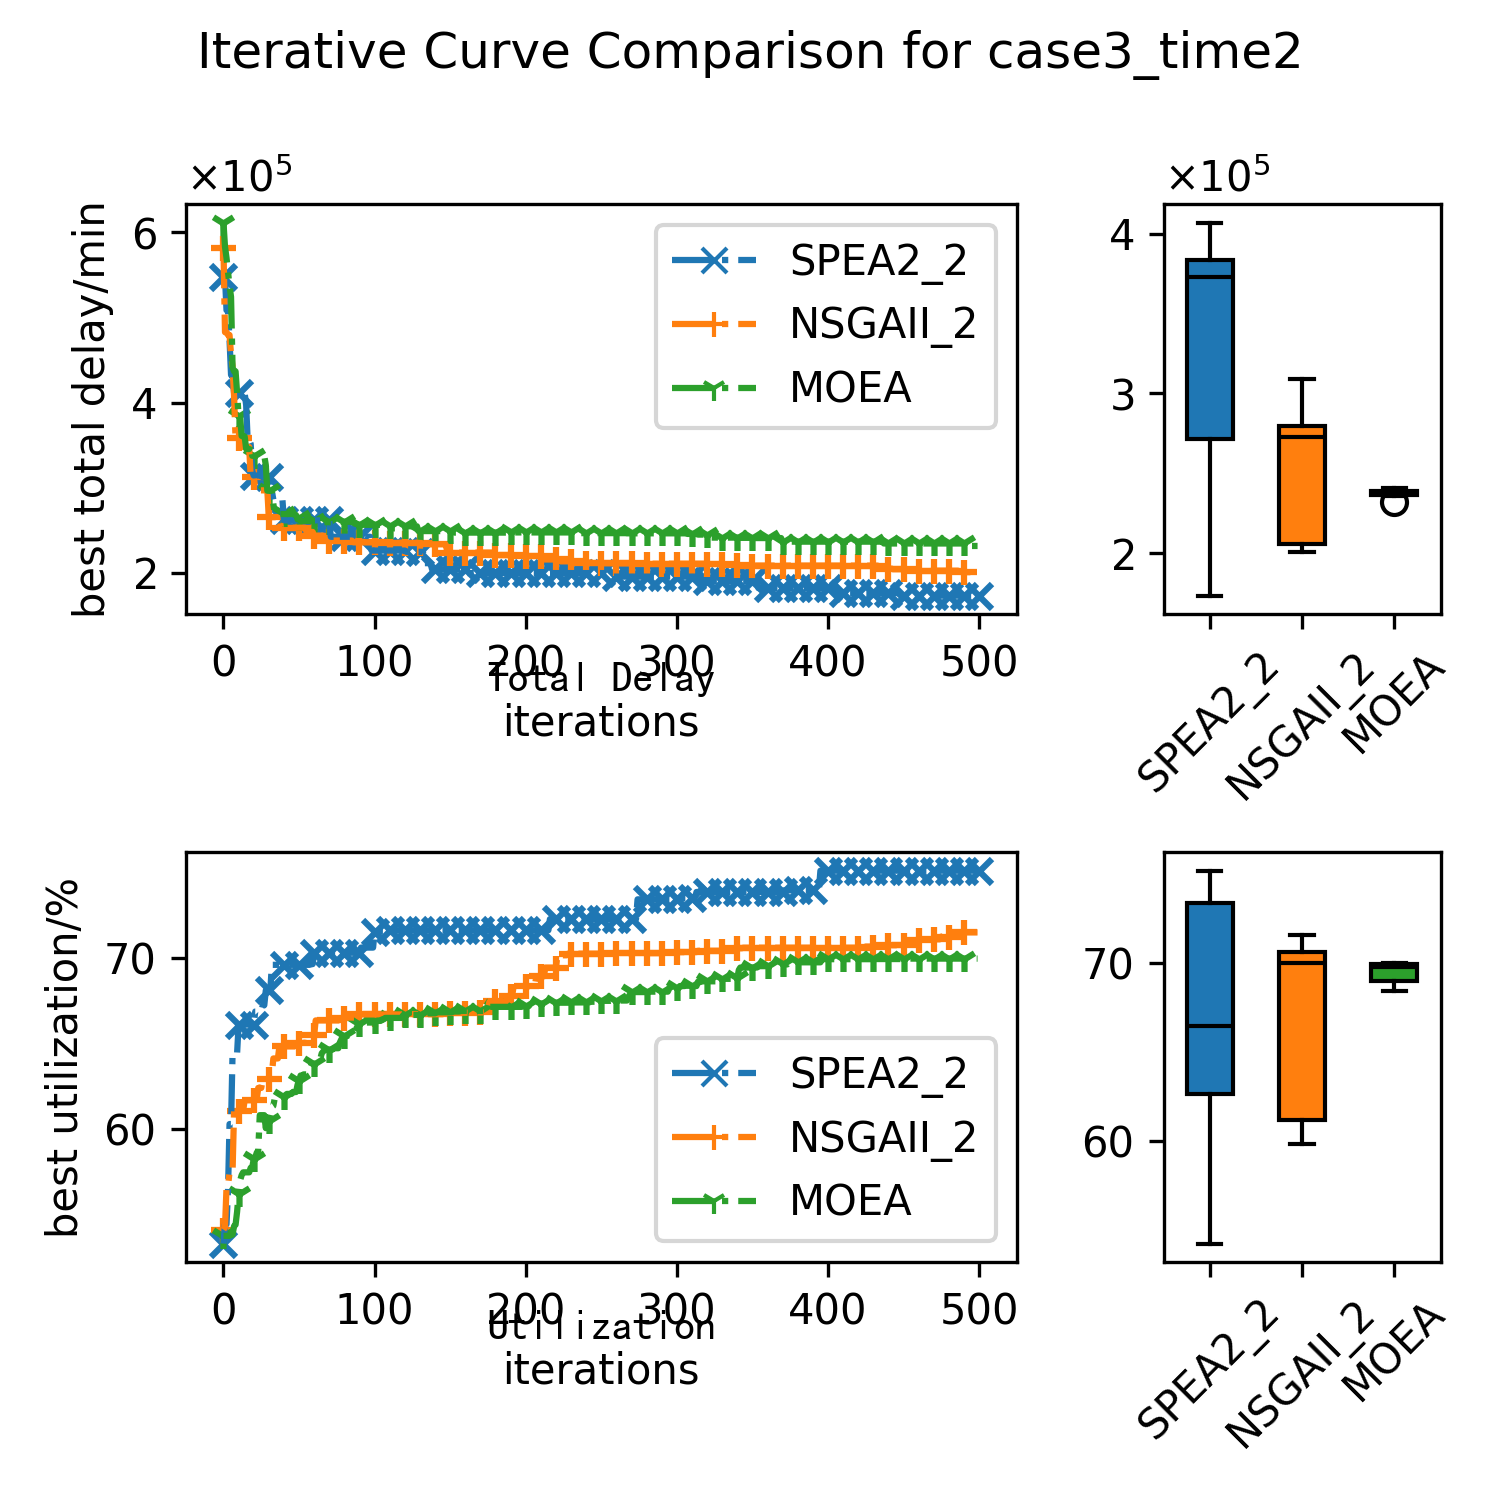 Iterative Curve Comparison for case3_time2
×10⁵
best total delay/min
6
4
2
SPEA2_2
NSGAII_2
MOEA
0 100 200 300 400 500
Total Delay
iterations
×10⁵
4
3
2
SPEA2_2
NSGAII_2
MOEA
best utilization/%
70
60
SPEA2_2
NSGAII_2
MOEA
0 100 200 300 400 500
Utilization
iterations
70
60
SPEA2_2
NSGAII_2
MOEA